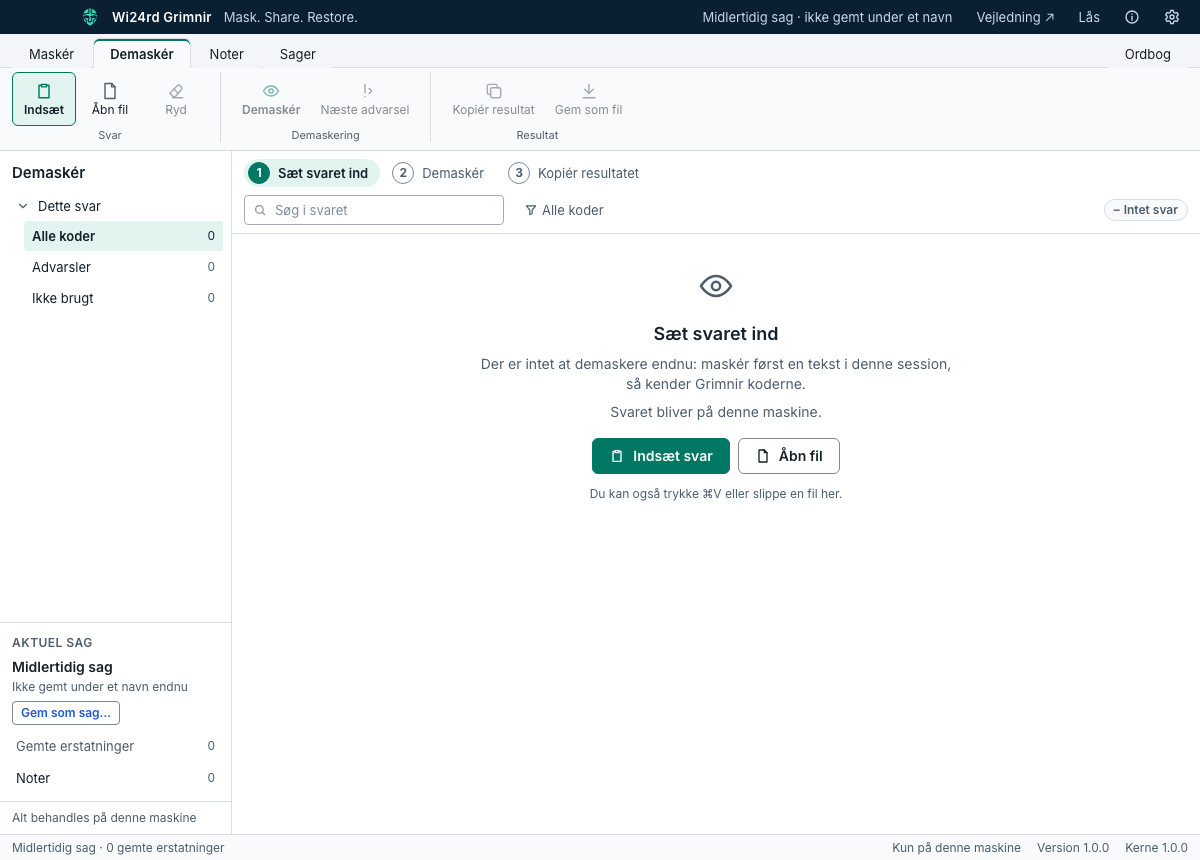 Wi24rd Grimnir Mask. Share. Restore. Midlertidig sag · ikke gemt under et navn Vejledning ↗ Lås
Maskér Demaskér Noter Sager Ordbog
Indsæt Åbn fil Ryd Demaskér Næste advarsel Kopiér resultat Gem som fil
Svar Demaskering Resultat
Demaskér
Dette svar
Alle koder 0
Advarsler 0
Ikke brugt 0
1 Sæt svaret ind 2 Demaskér 3 Kopiér resultatet
Søg i svaret Alle koder – Intet svar
Sæt svaret ind
Der er intet at demaskere endnu: maskér først en tekst i denne session,
så kender Grimnir koderne.
Svaret bliver på denne maskine.
Indsæt svar Åbn fil
Du kan også trykke ⌘V eller slippe en fil her.
AKTUEL SAG
Midlertidig sag
Ikke gemt under et navn endnu
Gem som sag…
Gemte erstatninger 0
Noter 0
Alt behandles på denne maskine
Midlertidig sag · 0 gemte erstatninger Kun på denne maskine Version 1.0.0 Kerne 1.0.0